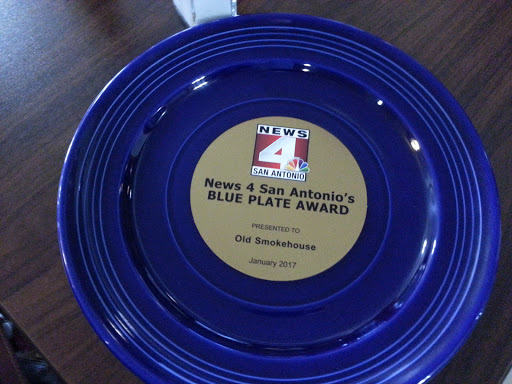 NEWS
4
SAN ANTONIO
News 4 San Antonio's
BLUE PLATE AWARD
PRESENTED TO
Old Smokehouse
January 2017